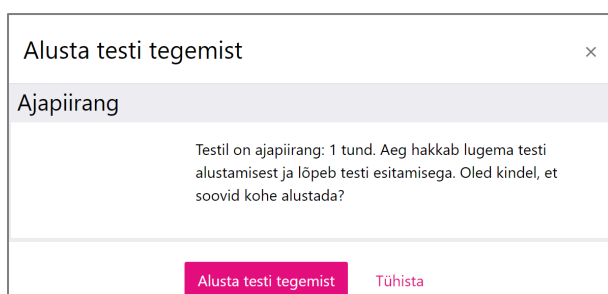 Alusta testi tegemist ×
Ajapiirang
Testil on ajapiirang: 1 tund. Aeg hakkab lugema testi
alustamisest ja lõpeb testi esitamisega. Oled kindel, et
soovid kohe alustada?
Alusta testi tegemist Tühista